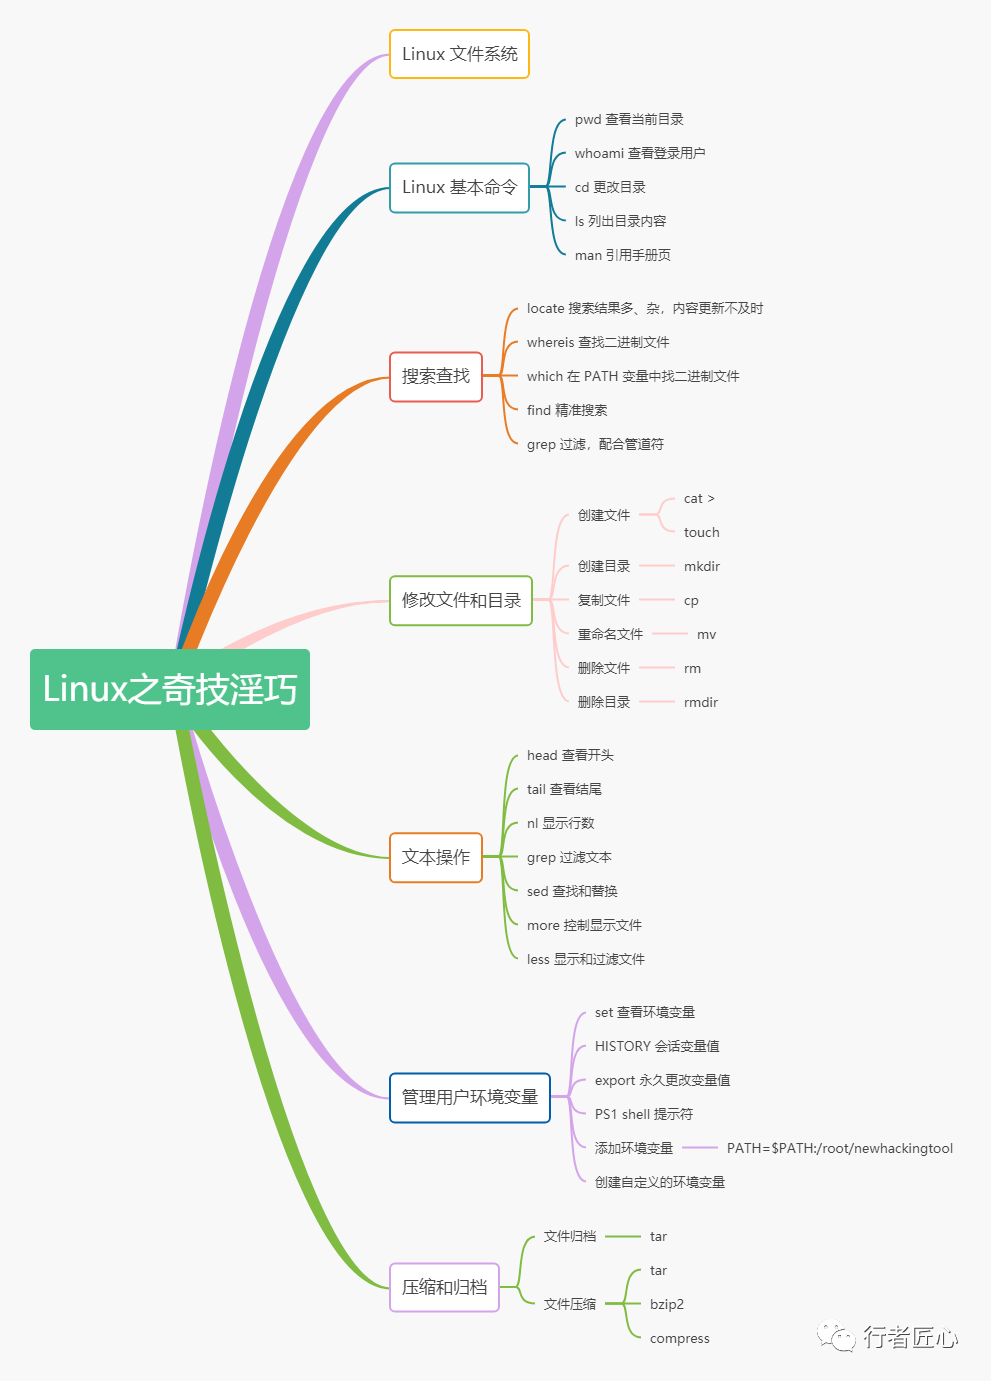 Linux之奇技淫巧
Linux 文件系统
Linux 基本命令
pwd 查看当前目录
whoami 查看登录用户
cd 更改目录
ls 列出目录内容
man 引用手册页
搜索查找
locate 搜索结果多、杂，内容更新不及时
whereis 查找二进制文件
which 在 PATH 变量中找二进制文件
find 精准搜索
grep 过滤，配合管道符
修改文件和目录
创建文件
cat >
touch
创建目录
mkdir
复制文件
cp
重命名文件
mv
删除文件
rm
删除目录
rmdir
文本操作
head 查看开头
tail 查看结尾
nl 显示行数
grep 过滤文本
sed 查找和替换
more 控制显示文件
less 显示和过滤文件
管理用户环境变量
set 查看环境变量
HISTORY 会话变量值
export 永久更改变量值
PS1 shell 提示符
添加环境变量
PATH=$PATH:/root/newhackingtool
创建自定义的环境变量
压缩和归档
文件归档
tar
文件压缩
tar
bzip2
compress
行者匠心